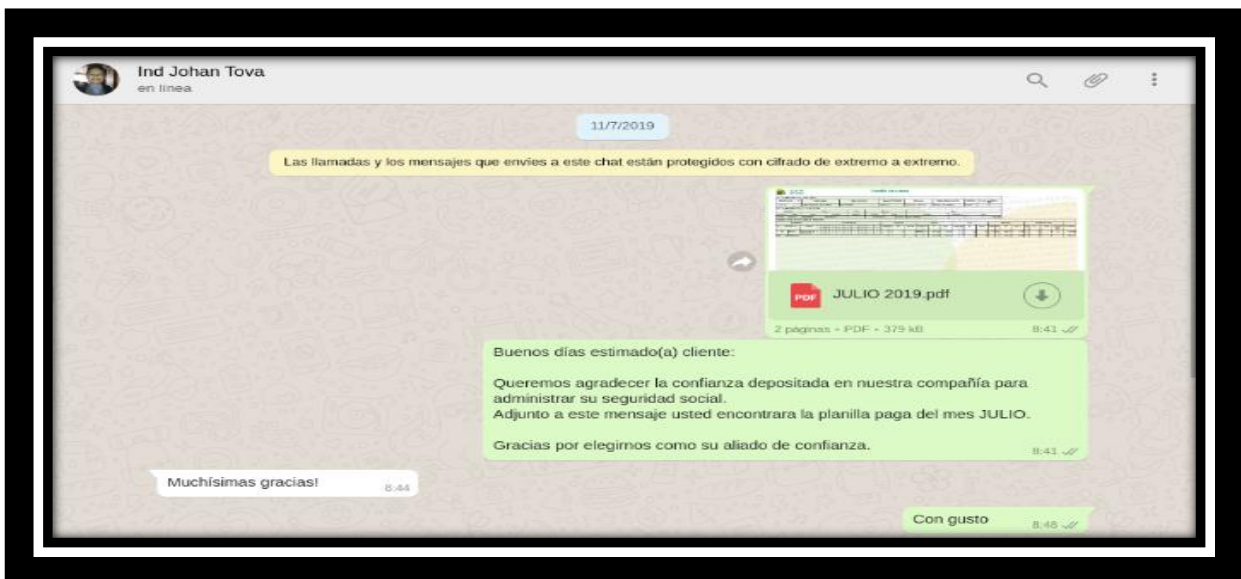 Ind Johan Tova
en línea
11/7/2019
Las llamadas y los mensajes que envíes a este chat están protegidos con cifrado de extremo a extremo.
PDF
JULIO 2019.pdf
2 páginas • PDF • 379 kB
8:41
Buenos días estimado(a) cliente:
Queremos agradecer la confianza depositada en nuestra compañía para
administrar su seguridad social.
Adjunto a este mensaje usted encontrara la planilla paga del mes JULIO.
Gracias por elegirnos como su aliado de confianza.
8:41
Muchísimas gracias!
8:44
Con gusto
8:48